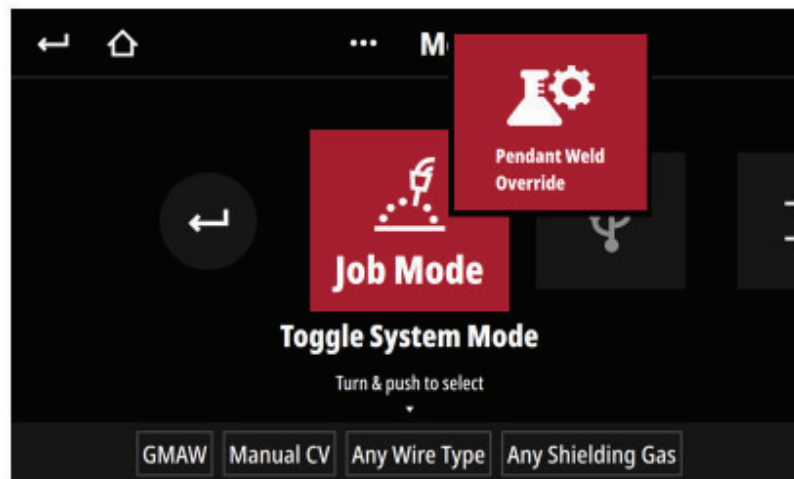 Pendant Weld
Override
Job Mode
Toggle System Mode
Turn & push to select
GMAW
Manual CV
Any Wire Type
Any Shielding Gas